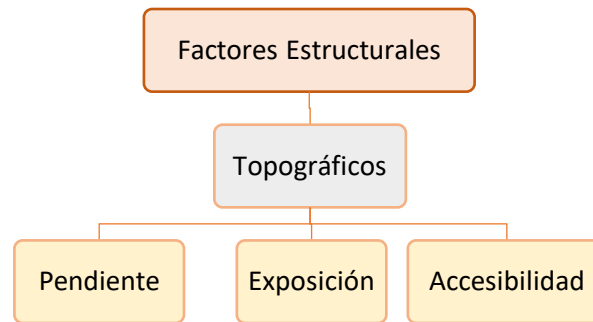 Factores Estructurales
Topográficos
Pendiente
Exposición
Accesibilidad